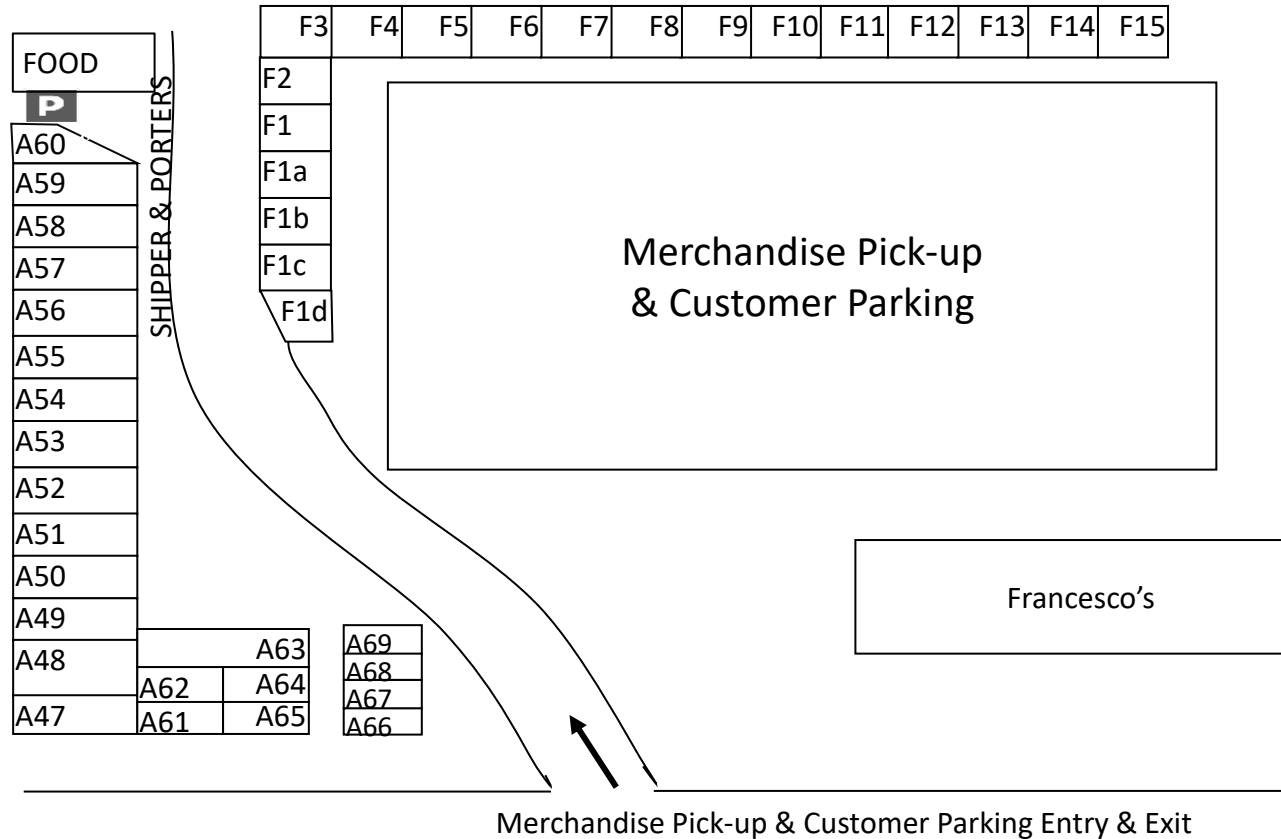 F3 F4 F5 F6 F7 F8 F9 F10 F11 F12 F13 F14 F15
FOOD
P
F2
F1
F1a
F1b
F1c
F1d
SHIPPER & PORTERS
A60
A59
A58
A57
A56
A55
A54
A53
A52
A51
A50
A49
A48
A47
Merchandise Pick-up
& Customer Parking
Francesco’s
A63
A62 A64
A61 A65
A69
A68
A67
A66
Merchandise Pick-up & Customer Parking Entry & Exit